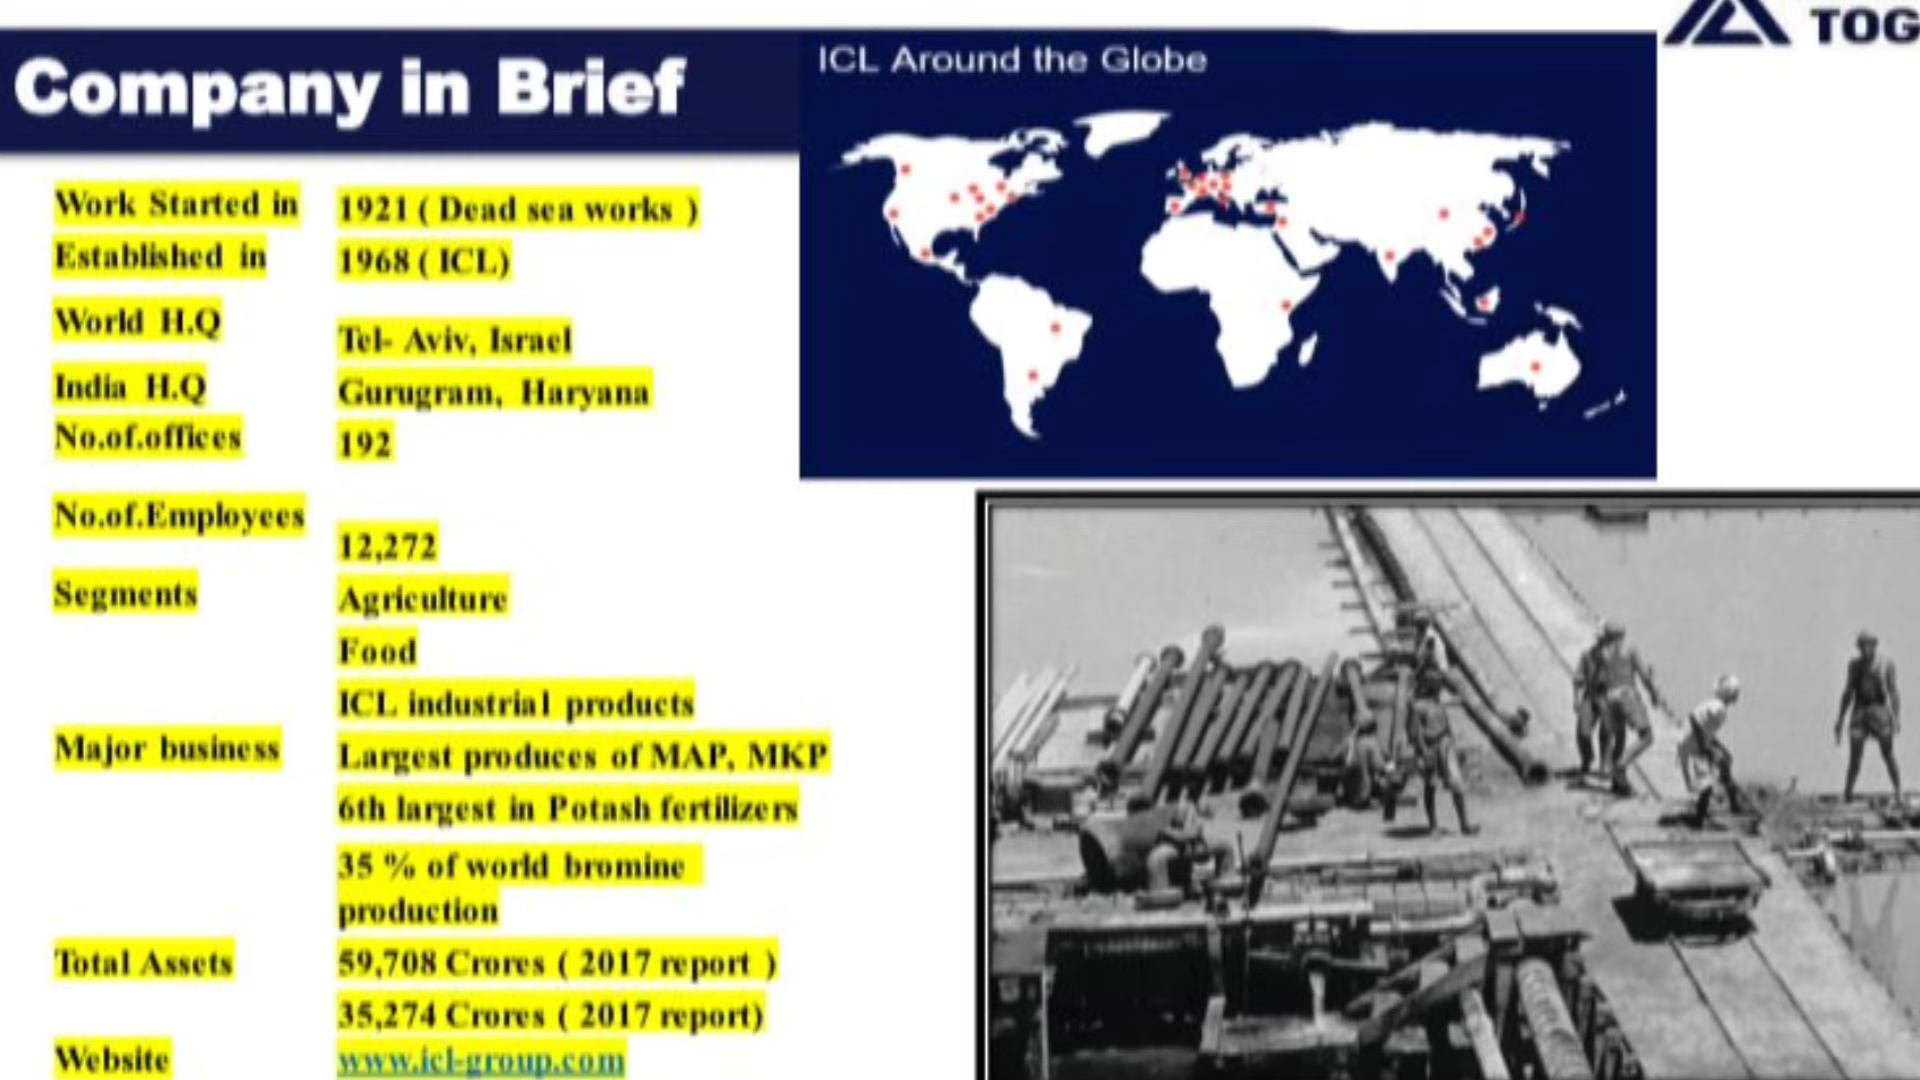 TOG
Company in Brief
ICL Around the Globe
Work Started in 1921 ( Dead sea works )
Established in 1968 ( ICL)
World H.Q Tel- Aviv, Israel
India H.Q Gurugram, Haryana
No.of.offices 192
No.of.Employees 12,272
Segments Agriculture
Food
ICL industrial products
Major business Largest produces of MAP, MKP
6th largest in Potash fertilizers
35 % of world bromine
production
Total Assets 59,708 Crores ( 2017 report )
35,274 Crores ( 2017 report)
Website www.icl-group.com